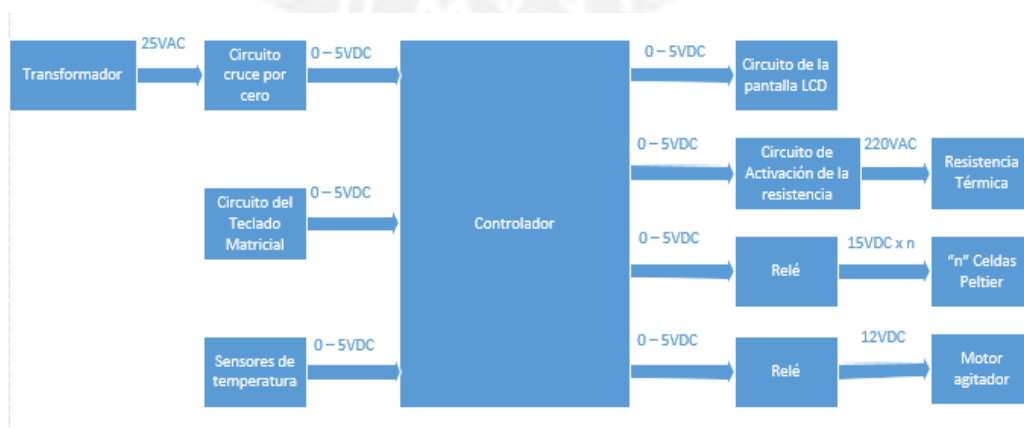 25VAC
Transformador
Circuito
cruce por
cero
0 – 5VDC
0 – 5VDC
Circuito de la
pantalla LCD
0 – 5VDC
Circuito de
Activación de la
resistencia
220VAC
Resistencia
Térmica
Circuito del
Teclado
Matricial
0 – 5VDC
Controlador
0 – 5VDC
Relé
15VDC x n
“n” Celdas
Peltier
Sensores de
temperatura
0 – 5VDC
0 – 5VDC
Relé
12VDC
Motor
agitador